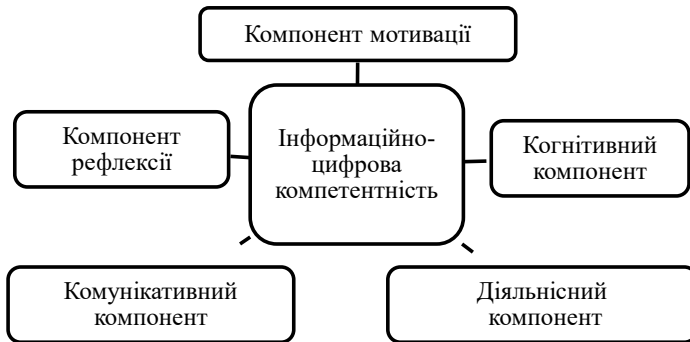 Компонент мотивації
Компонент
рефлексії
Інформаційно-
цифрова
компетентність
Когнітивний
компонент
Комунікативний
компонент
Діяльнісний
компонент